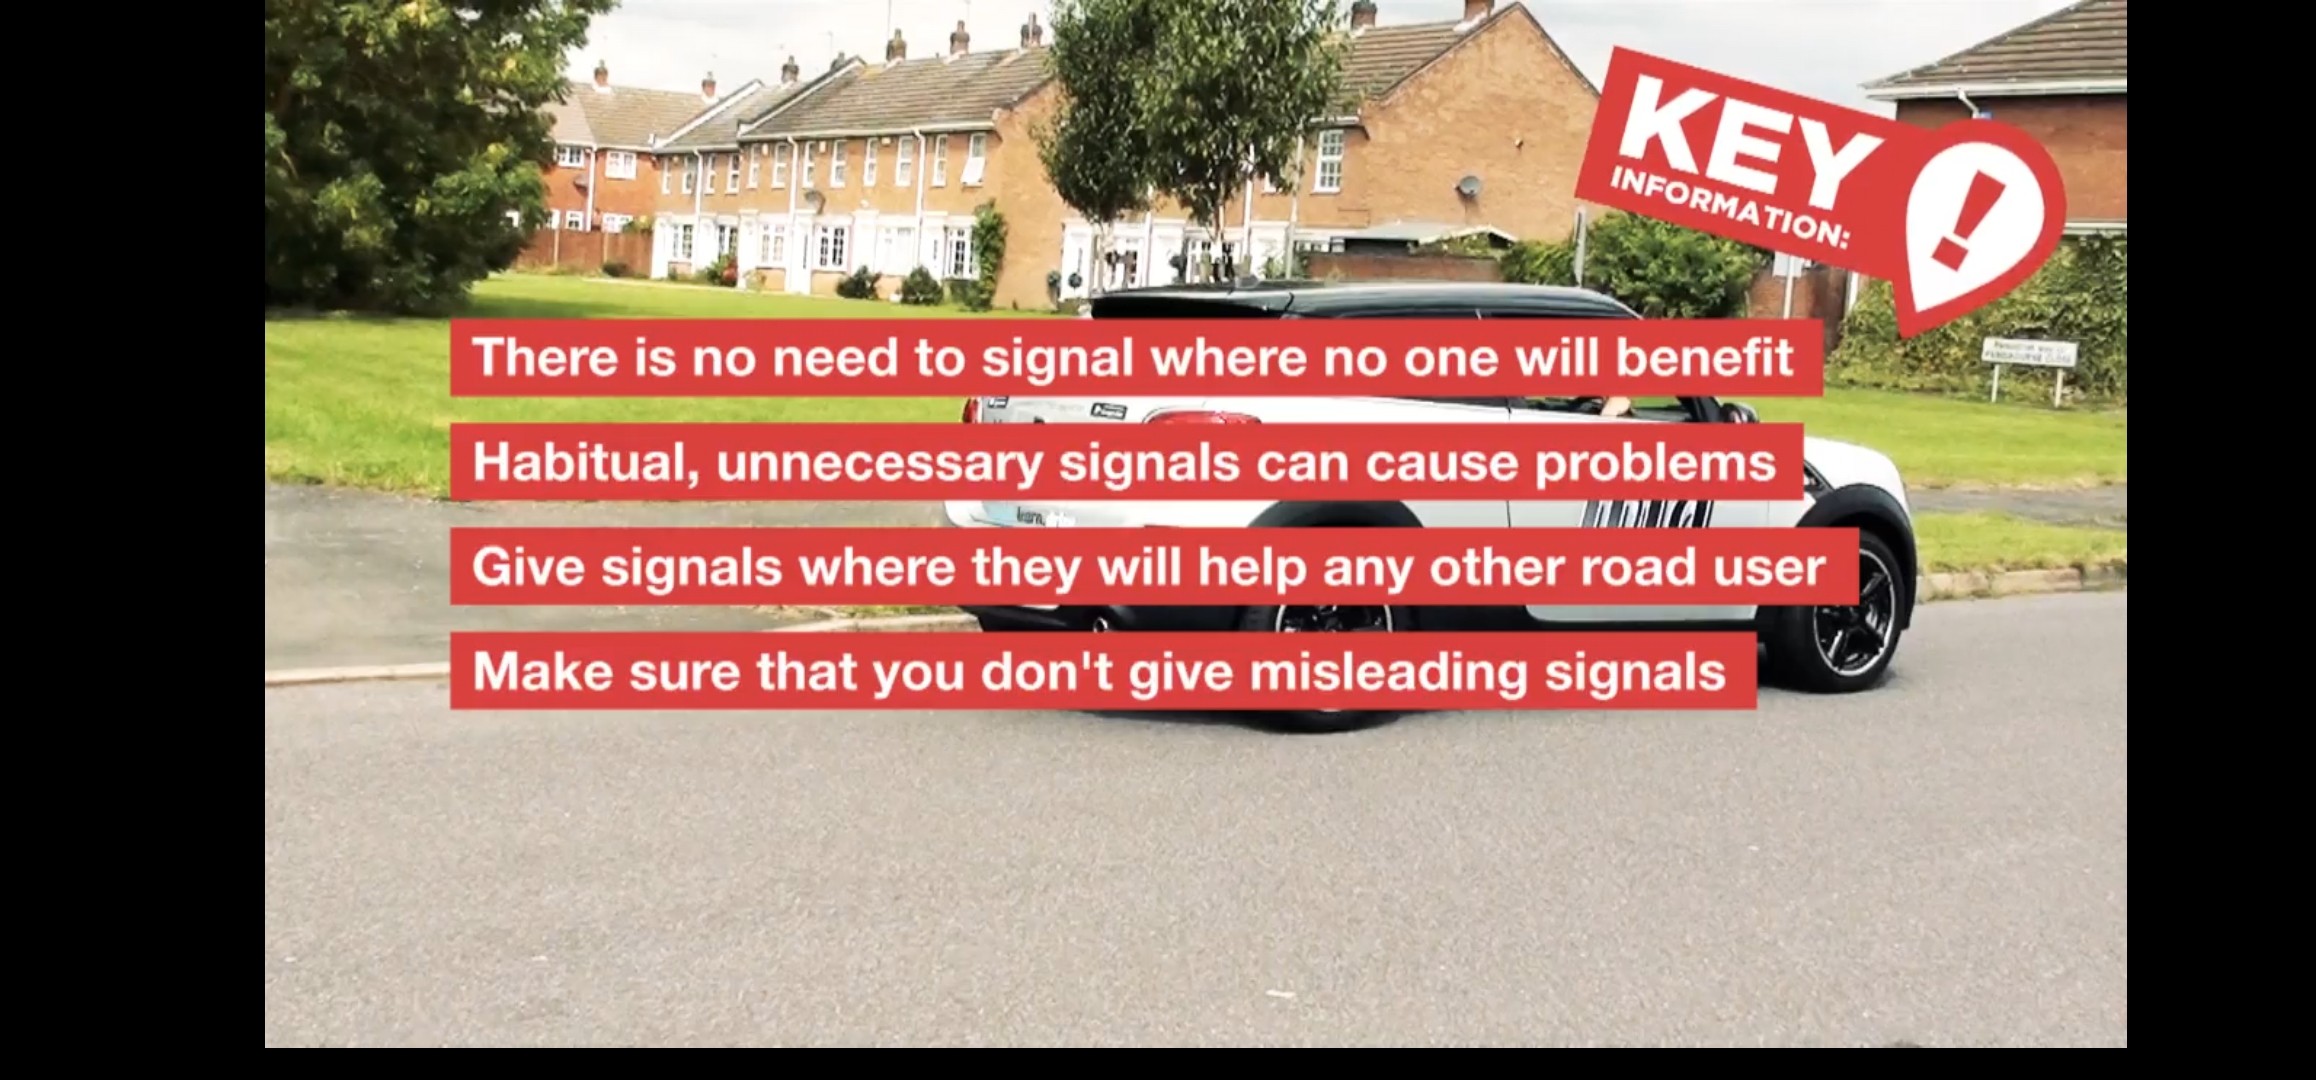 KEY
INFORMATION:
There is no need to signal where no one will benefit
Habitual, unnecessary signals can cause problems
Give signals where they will help any other road user
Make sure that you don't give misleading signals